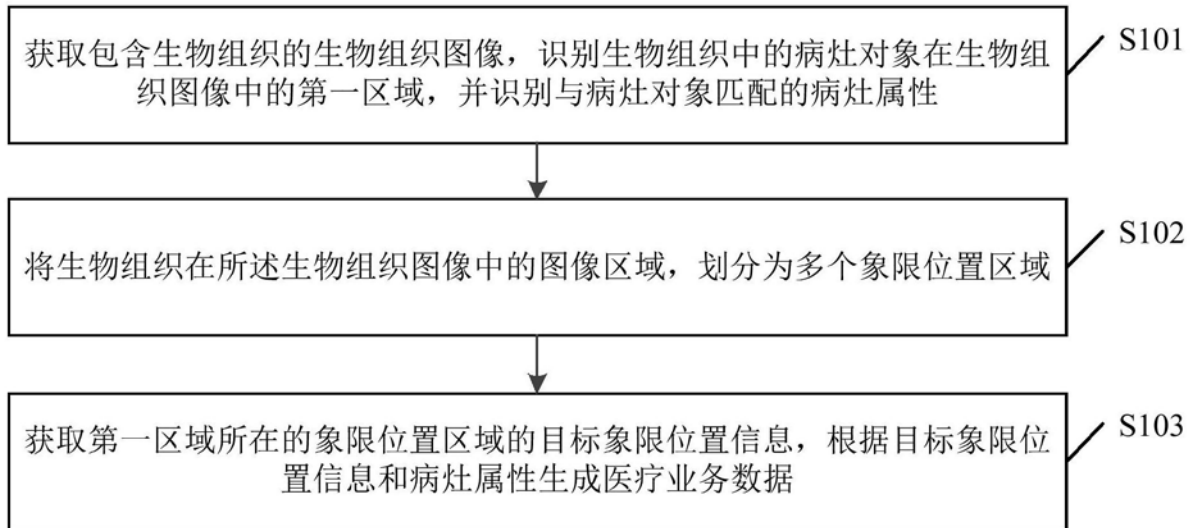 获取包含生物组织的生物组织图像，识别生物组织中的病灶对象在生物组
织图像中的第一区域，并识别与病灶对象匹配的病灶属性
S101
将生物组织在所述生物组织图像中的图像区域，划分为多个象限位置区域
S102
获取第一区域所在的象限位置区域的目标象限位置信息，根据目标象限位
置信息和病灶属性生成医疗业务数据
S103